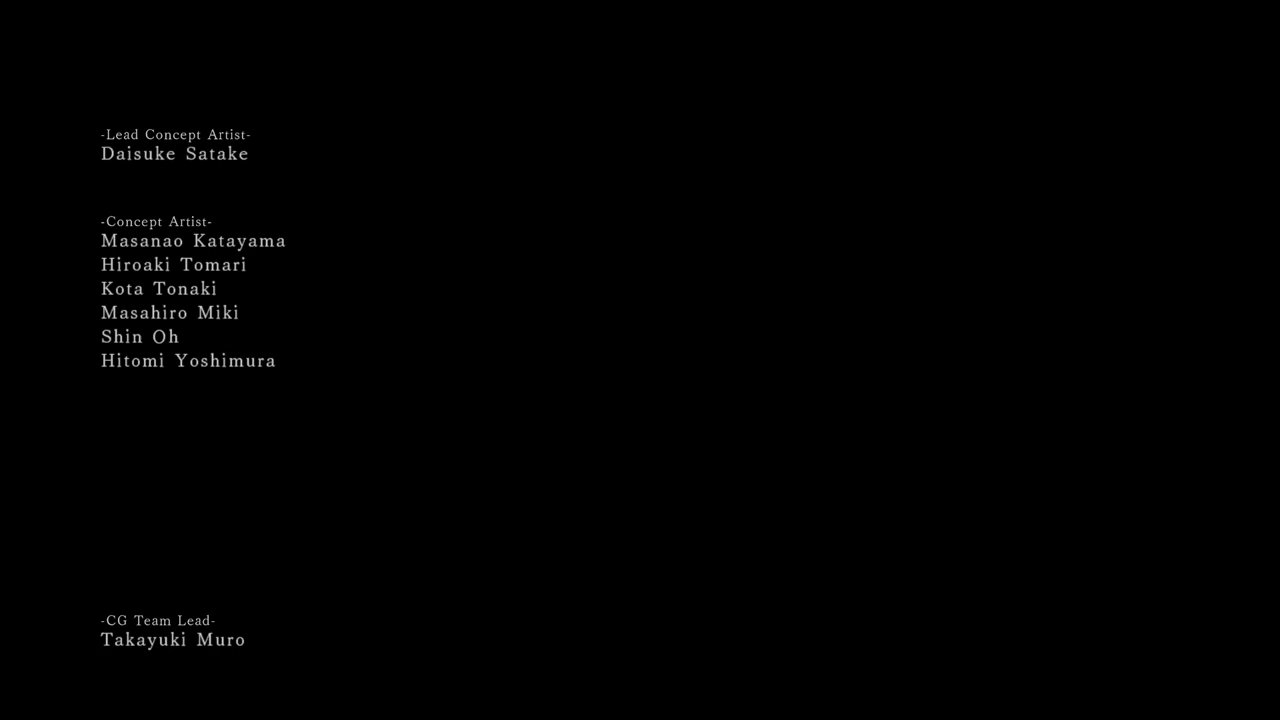 -Lead Concept Artist-
Daisuke Satake
-Concept Artist-
Masanao Katayama
Hiroaki Tomari
Kota Tonaki
Masahiro Miki
Shin Oh
Hitomi Yoshimura
-CG Team Lead-
Takayuki Muro